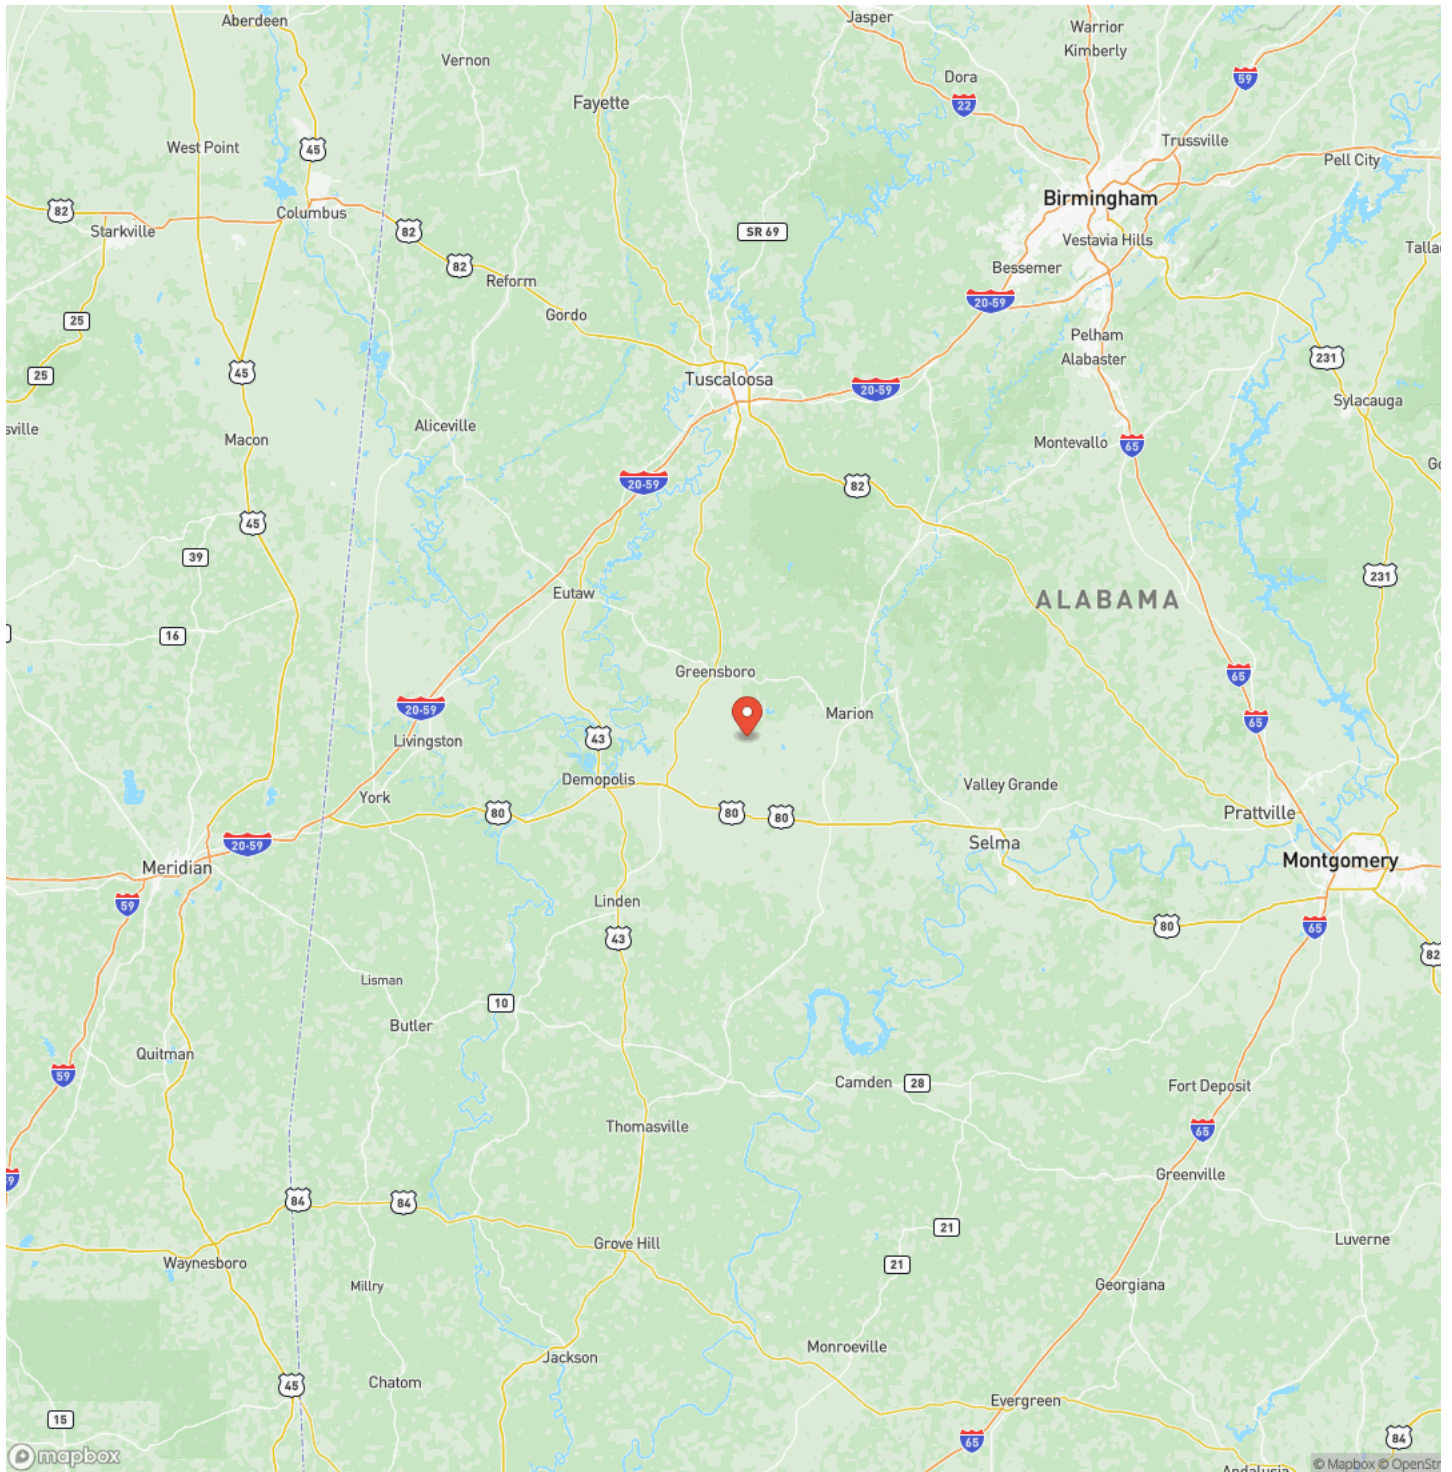 Aberdeen
Jasper
Warrior
Kimberly
Vernon
Dora
59
Fayette
22
Trussville
West Point
45
Pell City
Birmingham
82
Columbus
82
Starkville
SR 69
Vestavia Hills
Talla
82
Bessemer
Reform
20-59
Gordo
25
Pelham
Alabaster
231
45
25
Tuscaloosa
20-59
Sylacauga
sville
Aliceville
Macon
Montevallo
65
Go
20-59
82
45
39
231
Eutaw
ALABAMA
16
Greensboro
65
20-59
Marion
65
Livingston
43
Demopolis
Valley Grande
York
80
80
80
Prattville
20-59
Selma
Meridian
Montgomery
59
Linden
80
65
43
82
Lisman
10
Butler
Quitman
59
Camden
28
Fort Deposit
Thomasville
65
Greenville
9
84
84
21
Grove Hill
Luverne
Waynesboro
21
Millry
Georgiana
Monroeville
Jackson
Chatom
45
Evergreen
15
65
84
mapbox
© Mapbox © OpenStr
Andalusia